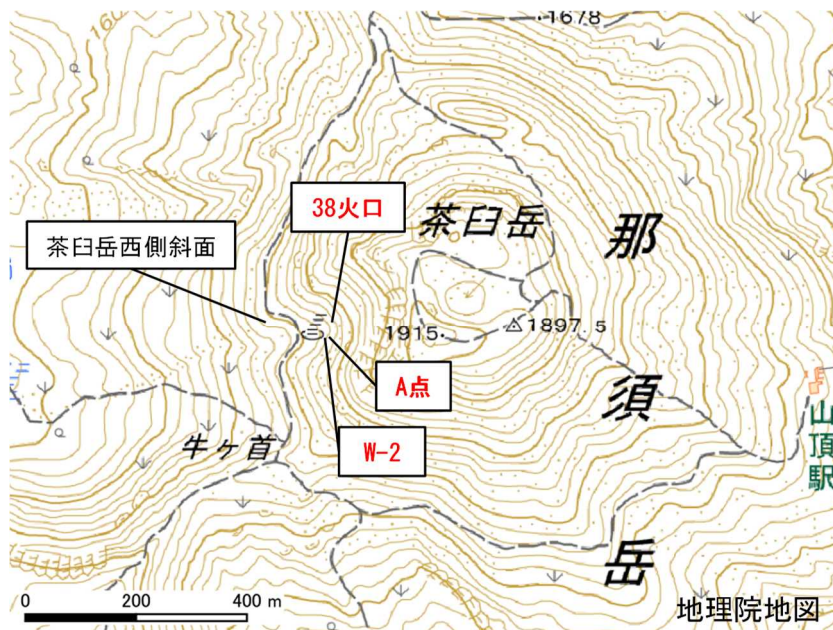 160
・1678
38火口
茶臼岳
那
茶臼岳西側斜面
1915・
1897.5
A点
須
山頂駅
牛ヶ首
W-2
岳
0 200 400 m
地理院地図